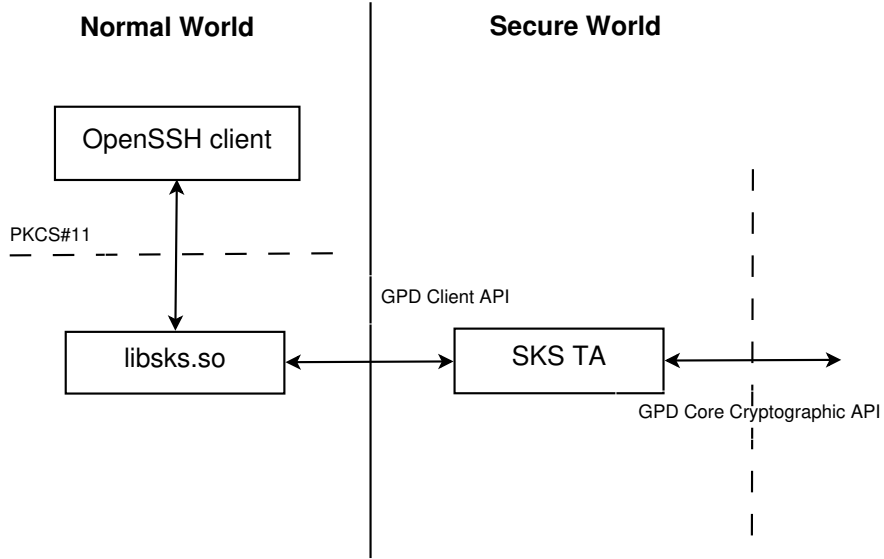 Normal World
Secure World
OpenSSH client
PKCS#11
GPD Client API
libsks.so
SKS TA
GPD Core Cryptographic API